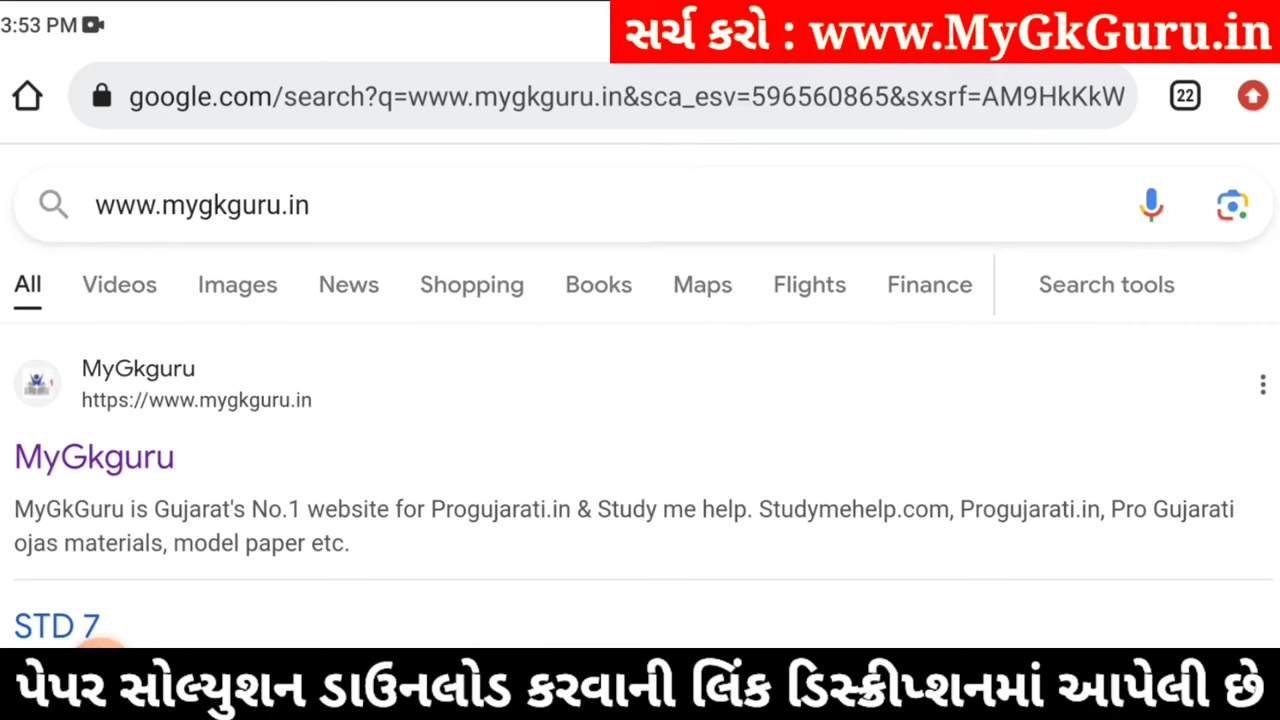 3:53 PM
સર્ચ કરો : www.MyGkGuru.in
google.com/search?q=www.mygkguru.in&sca_esv=596560865&sxsrf=AM9HkKkW
22
www.mygkguru.in
All Videos Images News Shopping Books Maps Flights Finance Search tools
MyGkguru
https://www.mygkguru.in
MyGkguru
MyGkGuru is Gujarat's No.1 website for Progujarati.in & Study me help. Studymehelp.com, Progujarati.in, Pro Gujarati
ojas materials, model paper etc.
STD 7
પેપર સોલ્યુશન ડાઉનલોડ કરવાની લિંક ડિસ્ક્રીપ્શનમાં આપેલી છે